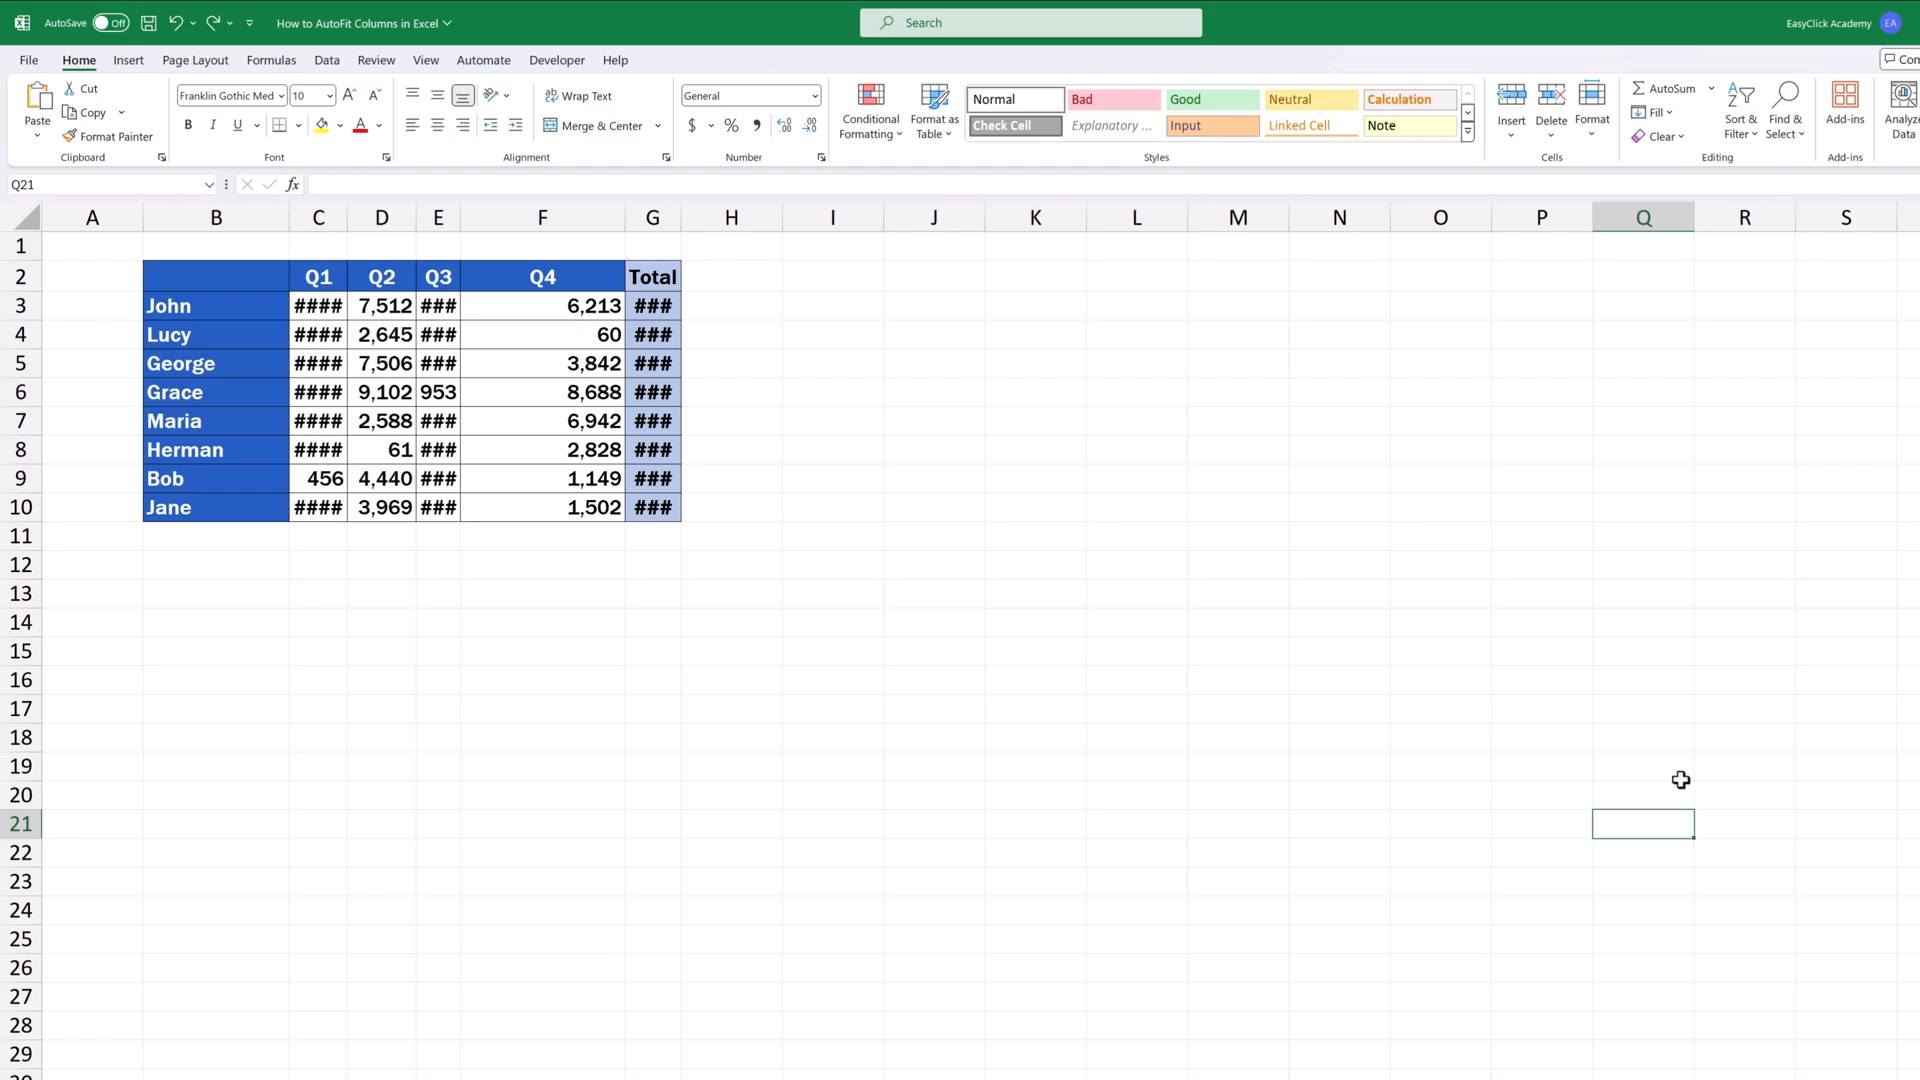 AutoSave Off How to AutoFit Columns in Excel Search EasyClick Academy EA
File Home Insert Page Layout Formulas Data Review View Automate Developer Help
Paste Cut Copy Format Painter Clipboard
Franklin Gothic Med 10 B I U A Font
Wrap Text Merge & Center Alignment
General $ % Number
Conditional Formatting Format as Table
Normal Bad Good Neutral Calculation
Check Cell Explanatory ... Input Linked Cell Note
Styles
Insert Delete Format Cells
AutoSum Fill Clear Sort & Filter Find & Select Editing
Add-ins Add-ins
Analyze Data
Q21 fx
A B C D E F G H I J K L M N O P Q R S
1
2 Q1 Q2 Q3 Q4 Total
3 John #### 7,512 ### 6,213 ###
4 Lucy #### 2,645 ### 60 ###
5 George #### 7,506 ### 3,842 ###
6 Grace #### 9,102 953 8,688 ###
7 Maria #### 2,588 ### 6,942 ###
8 Herman #### 61 ### 2,828 ###
9 Bob 456 4,440 ### 1,149 ###
10 Jane #### 3,969 ### 1,502 ###
11
12
13
14
15
16
17
18
19
20
21
22
23
24
25
26
27
28
29